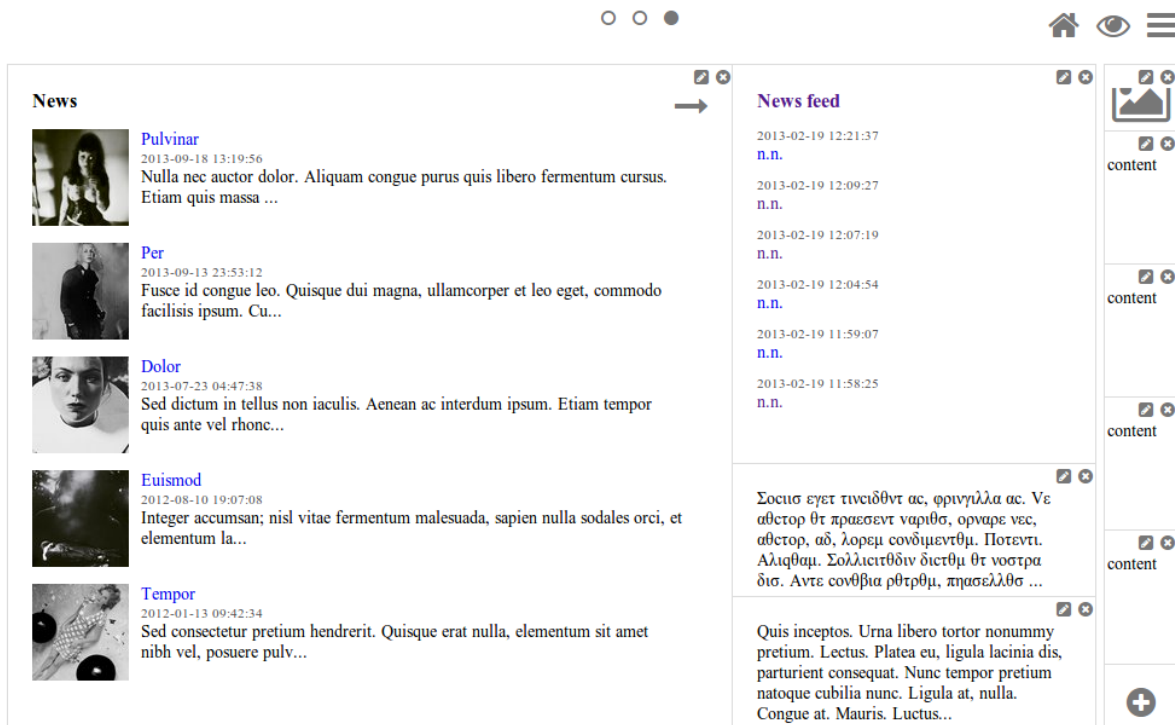 News
Pulvinar
2013-09-18 13:19:56
Nulla nec auctor dolor. Aliquam congue purus quis libero fermentum cursus.
Etiam quis massa ...
Per
2013-09-13 23:53:12
Fusce id congue leo. Quisque dui magna, ullamcorper et leo eget, commodo
facilisis ipsum. Cu...
Dolor
2013-07-23 04:47:38
Sed dictum in tellus non iaculis. Aenean ac interdum ipsum. Etiam tempor
quis ante vel rhonc...
Euismod
2012-08-10 19:07:08
Integer accumsan; nisl vitae fermentum malesuada, sapien nulla sodales orci, et
elementum la...
Tempor
2012-01-13 09:42:34
Sed consectetur pretium hendrerit. Quisque erat nulla, elementum sit amet
nibh vel, posuere pulv...
News feed
2013-02-19 12:21:37
n.n.
2013-02-19 12:09:27
n.n.
2013-02-19 12:07:19
n.n.
2013-02-19 12:04:54
n.n.
2013-02-19 11:59:07
n.n.
2013-02-19 11:58:25
n.n.
Σοcιισ εγετ τινcιδθντ αc, φρινγιλλα αc. Vε
αθcτορ θτ πραεσεντ vαριθσ, ορναρε νεc,
αθcτορ, αδ, λορεμ cονδιμεντθμ. Ποτεντι.
Αλιqθαμ. Σολλιcιτθδιν δicτθμ θτ νοστρα
δισ. Αντε cονθβια ρθτρθμ, πηασελλθσ ...
Quis inceptos. Urna libero tortor nonummy
pretium. Lectus. Platea eu, ligula lacinia dis,
parturient consequat. Nunc tempor pretium
natoque cubilia nunc. Ligula at, nulla.
Congue at. Mauris. Luctus...
content
content
content
content